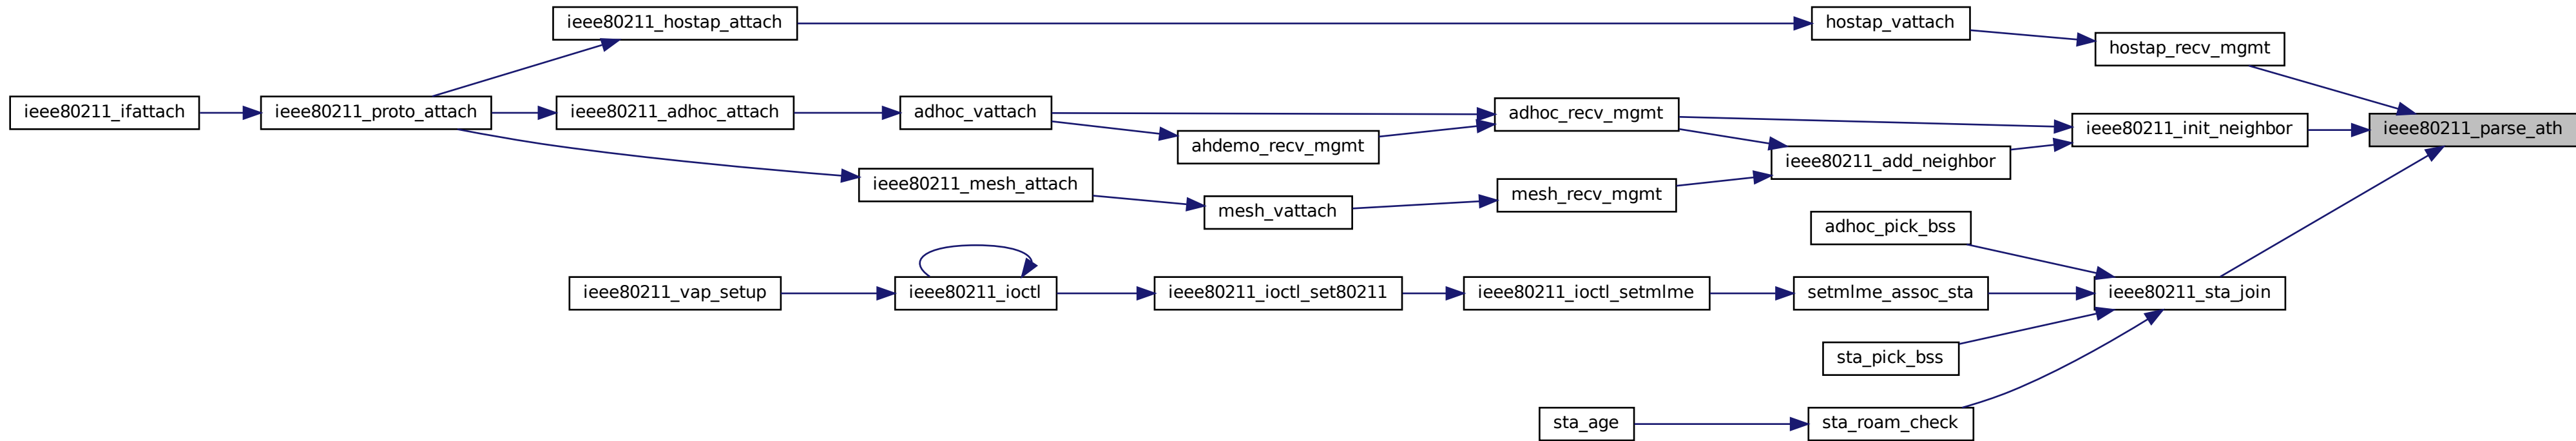 ieee80211_hostap_attach
hostap_vattach
hostap_recv_mgmt
ieee80211_ifattach
ieee80211_proto_attach
ieee80211_adhoc_attach
adhoc_vattach
adhoc_recv_mgmt
ahdemo_recv_mgmt
ieee80211_init_neighbor
ieee80211_parse_ath
ieee80211_add_neighbor
ieee80211_mesh_attach
mesh_vattach
mesh_recv_mgmt
adhoc_pick_bss
ieee80211_vap_setup
ieee80211_ioctl
ieee80211_ioctl_set80211
ieee80211_ioctl_setmlme
setmlme_assoc_sta
ieee80211_sta_join
sta_pick_bss
sta_age
sta_roam_check